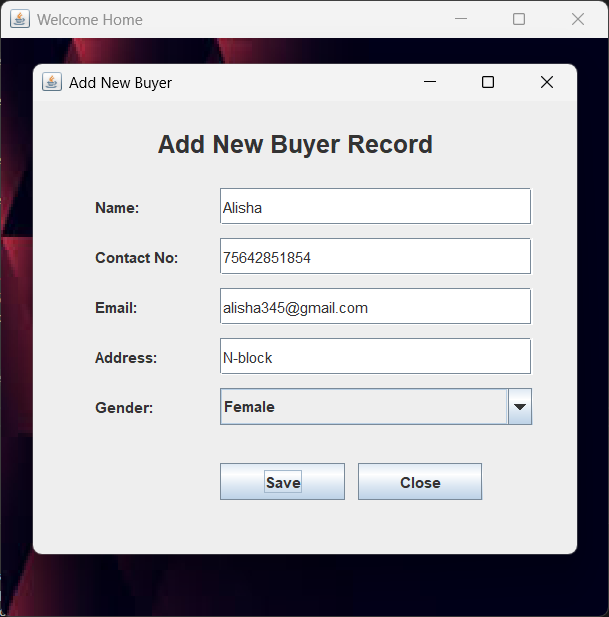 Welcome Home
Add New Buyer
Add New Buyer Record
Name: Alisha
Contact No: 75642851854
Email: alisha345@gmail.com
Address: N-block
Gender: Female
Save Close